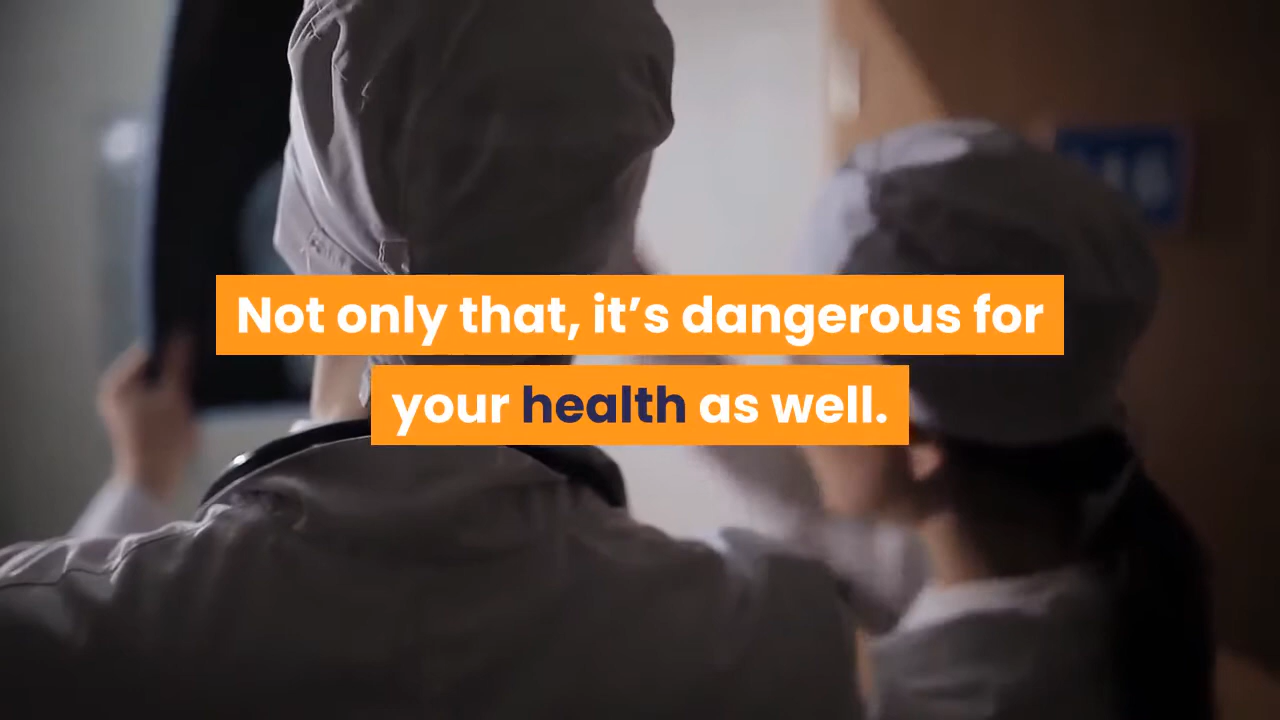 Not only that, it’s dangerous for
your health as well.